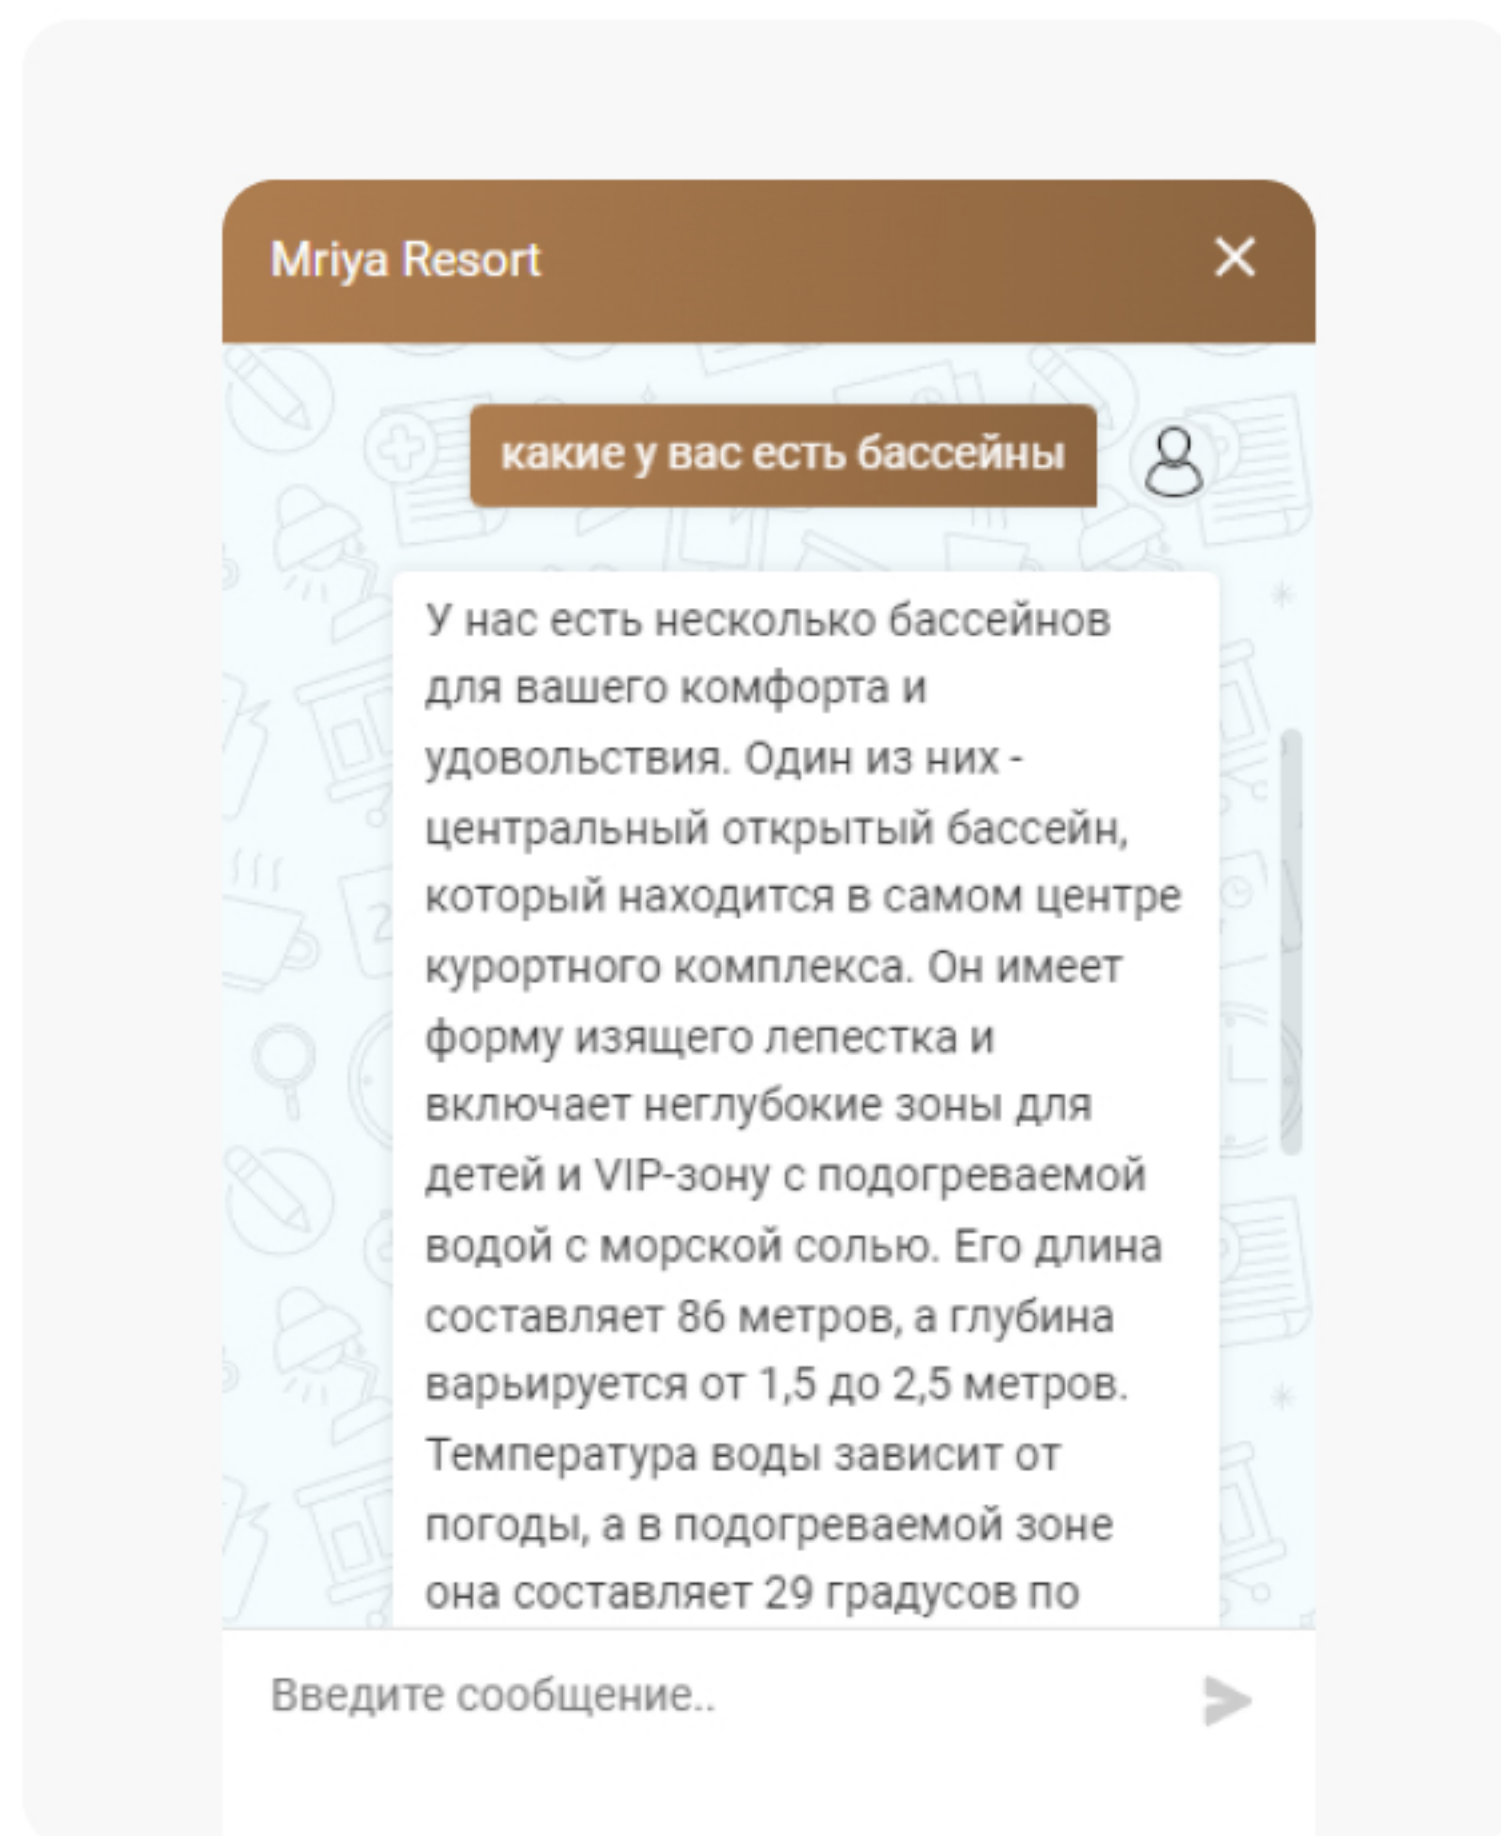 Mriya Resort
какие у вас есть бассейны
У нас есть несколько бассейнов
для вашего комфорта и
удовольствия. Один из них -
центральный открытый бассейн,
который находится в самом центре
курортного комплекса. Он имеет
форму изящего лепестка и
включает неглубокие зоны для
детей и VIP-зону с подогреваемой
водой с морской солью. Его длина
составляет 86 метров, а глубина
варьируется от 1,5 до 2,5 метров.
Температура воды зависит от
погоды, а в подогреваемой зоне
она составляет 29 градусов по
Введите сообщение..